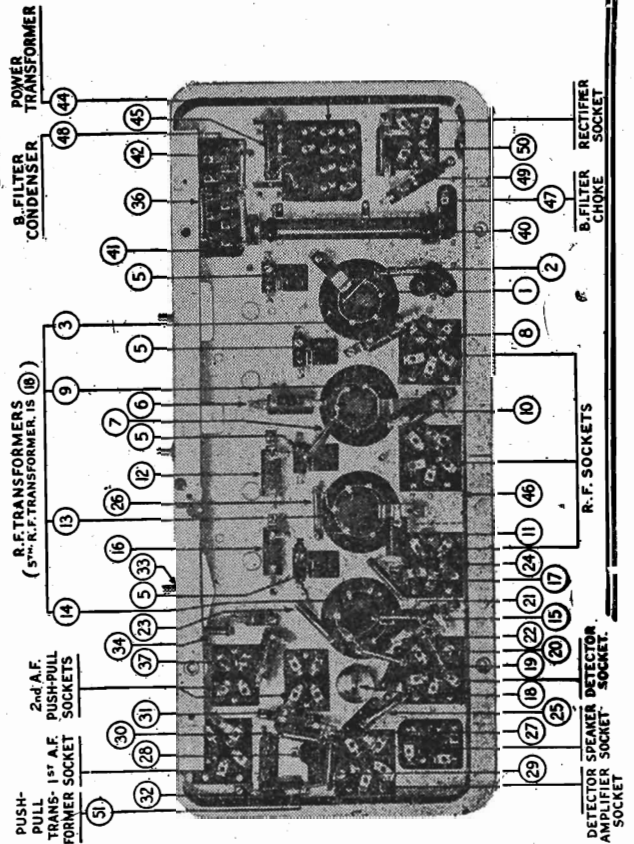 PUSH-
PULL
TRANS-
FORMER
1ST A.F.
SOCKET
2nd A.F.
PUSH-PULL
SOCKETS
R.F. TRANSFORMERS
(5TH. R.F. TRANSFORMER, IS 18)
B. FILTER
CONDENSER
POWER
TRANSFORMER
51
32
28
30
31
37
34
23
14
5
33
16
13
26
12
5
7
6
9
5
3
5
41
36
42
48
45
44
29
27
25
18
19
20
22
15
21
17
24
11
46
10
8
1
2
40
47
49
50
DETECTOR
AMPLIFIER
SOCKET
SPEAKER
SOCKET
DETECTOR
SOCKET.
R.F. SOCKETS
B. FILTER
CHOKE
RECTIFIER
SOCKET